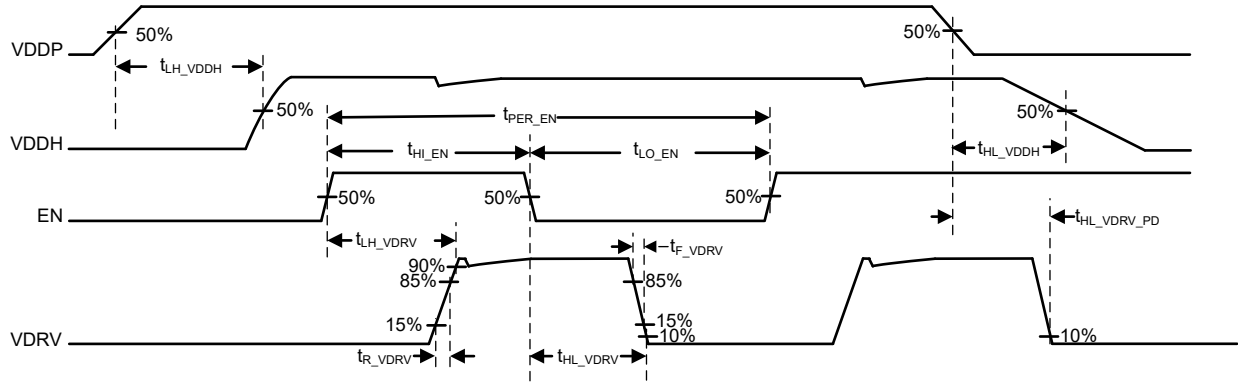 50%
50%
VDDP
tLH_VDDH
50%
50%
tPER_EN
VDDH
tHI_EN
tLO_EN
tHL_VDDH
50%
50%
50%
EN
tHL_VDRV_PD
tLH_VDRV
tF_VDRV
90%
85%
85%
15%
15%
10%
10%
VDRV
tR_VDRV
tHL_VDRV